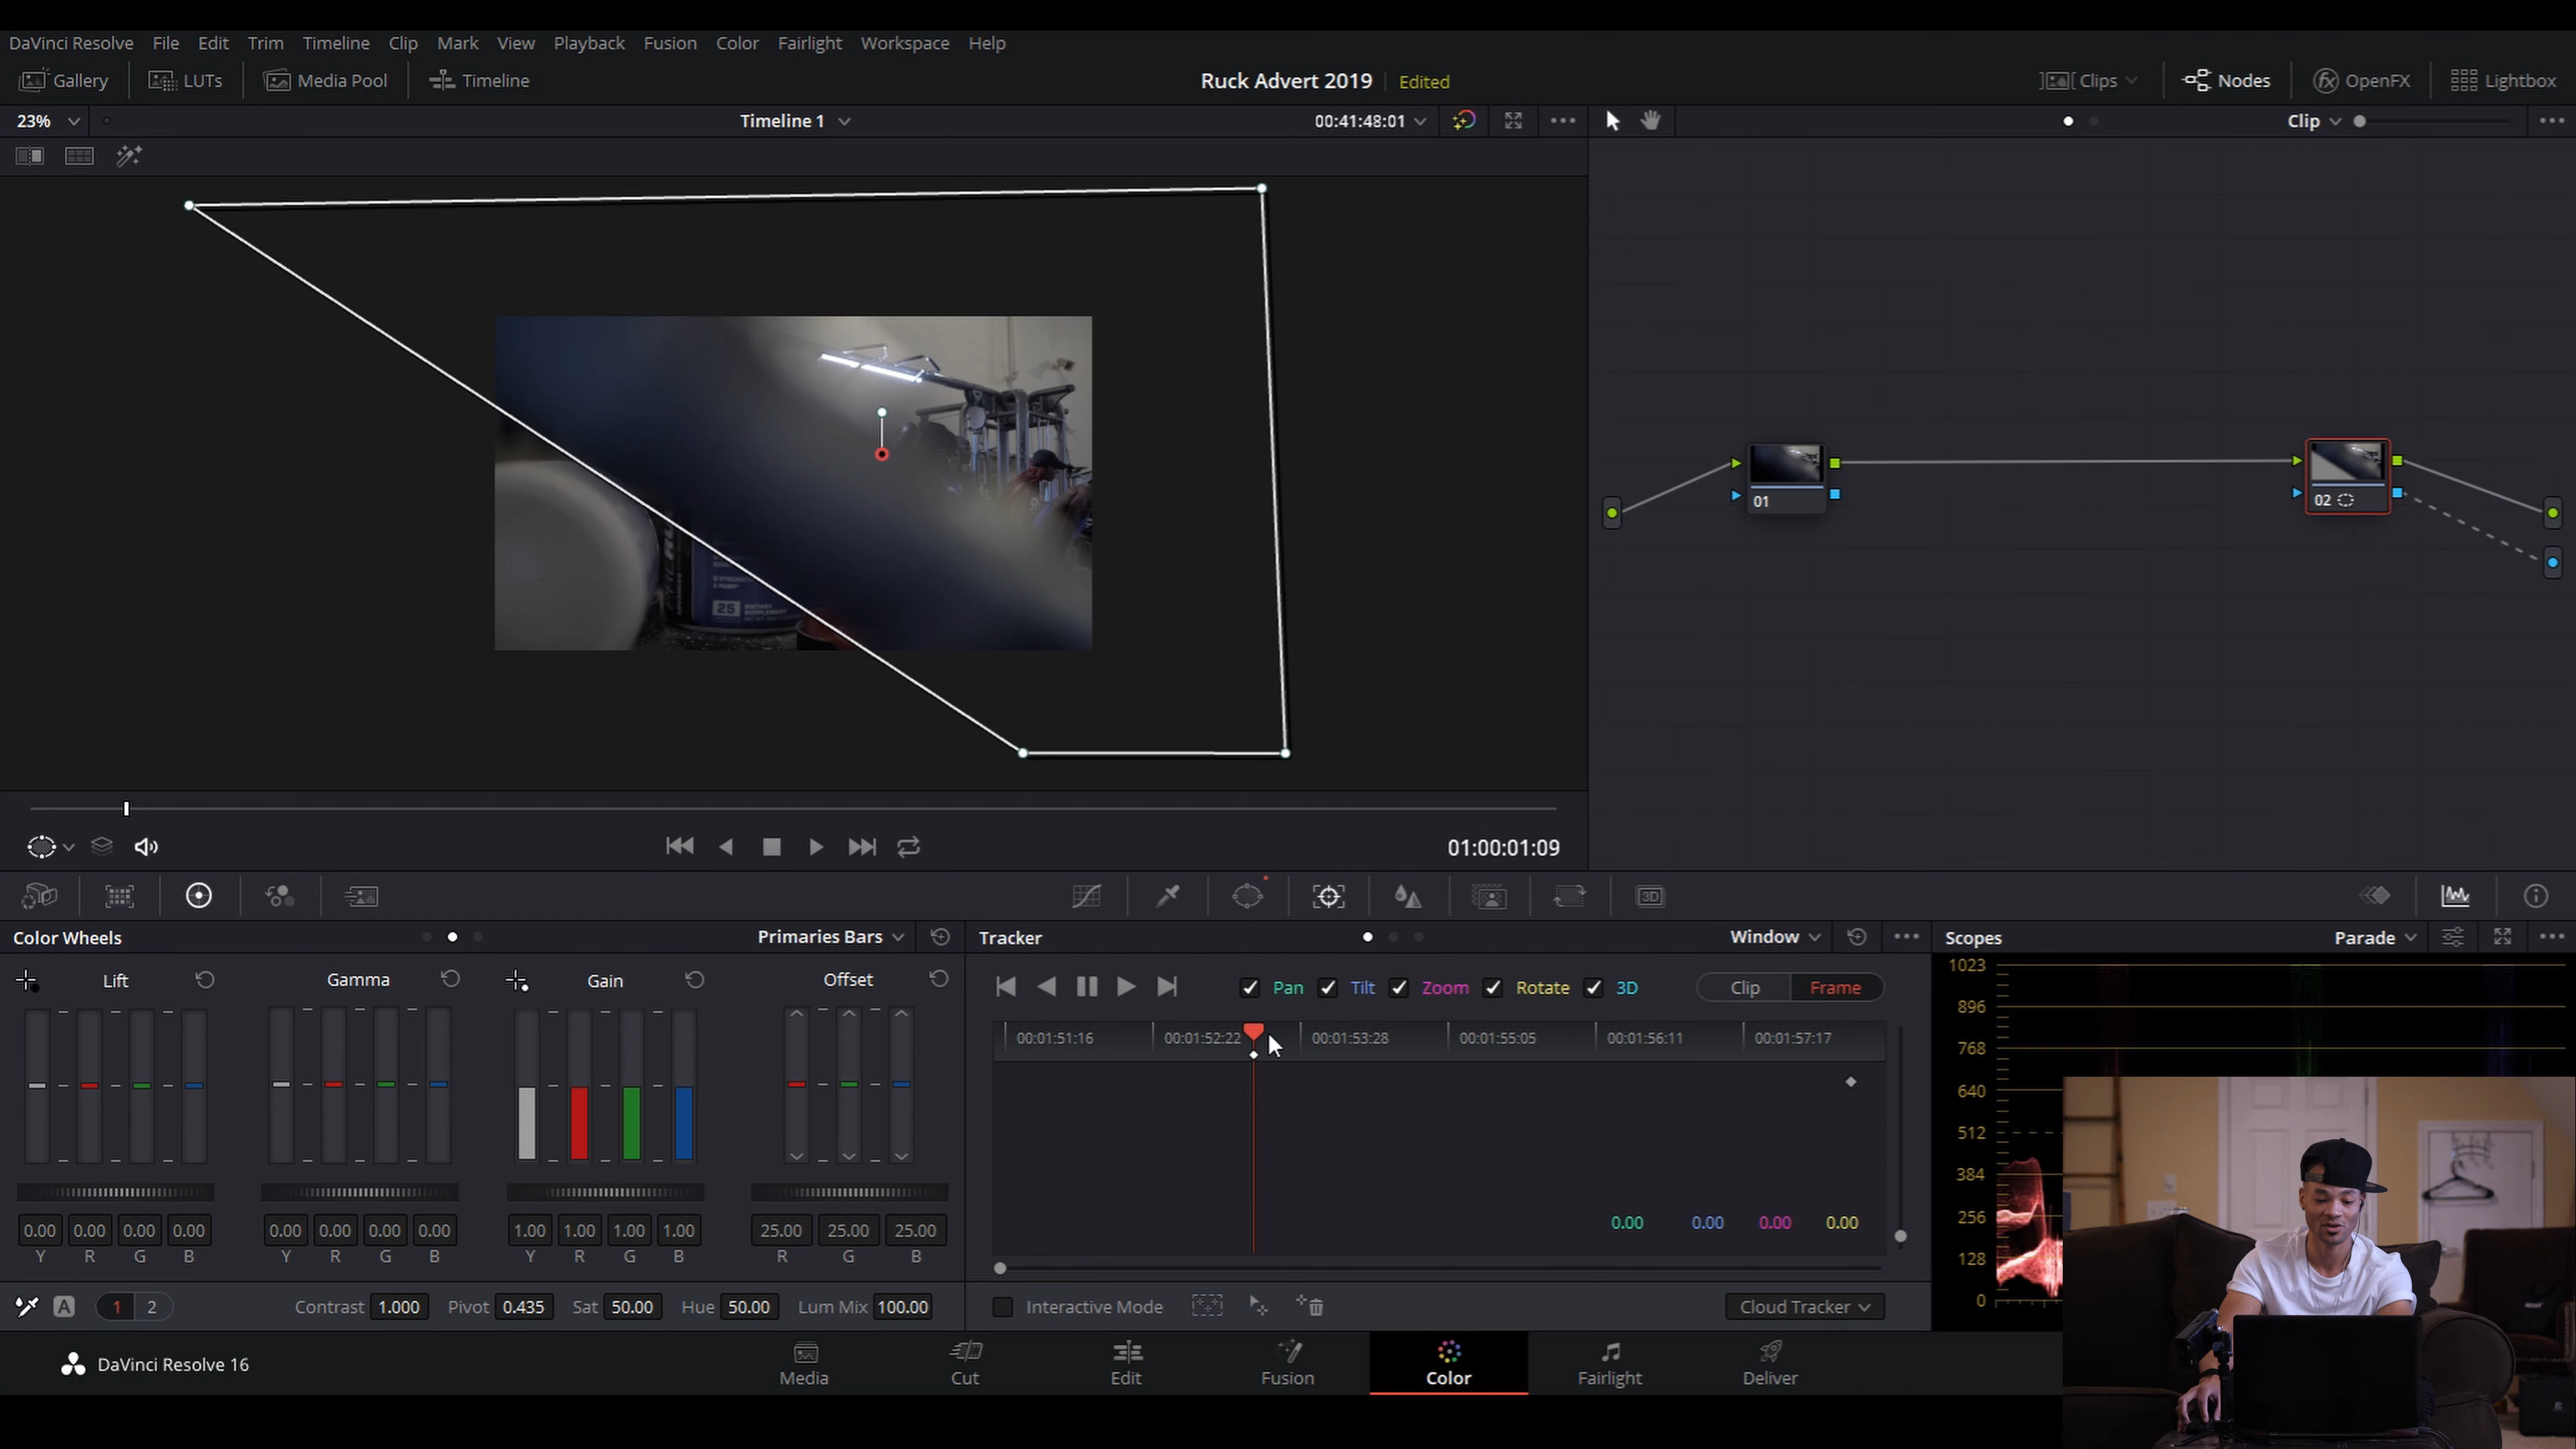 DaVinci Resolve File Edit Trim Timeline Clip Mark View Playback Fusion Color Fairlight Workspace Help
Gallery LUTs Media Pool Timeline Ruck Advert 2019 Edited Clips Nodes OpenFX Lightbox
23% Timeline 1 00:41:48:01 Clip
25
DIETARY
01
02
01:00:01:09
3D
Color Wheels Primaries Bars Tracker Window Scopes Parade
Lift Gamma Gain Offset
Pan Tilt Zoom Rotate 3D Clip Frame
00:01:51:16 00:01:52:22 00:01:53:28 00:01:55:05 00:01:56:11 00:01:57:17
1023
896
768
640
512
384
256
128
0
0.00 0.00 0.00 0.00
0.00 0.00 0.00 0.00 0.00 0.00 0.00 0.00 1.00 1.00 1.00 1.00 25.00 25.00 25.00
Y R G B Y R G B Y R G B R G B
A 1 2 Contrast 1.000 Pivot 0.435 Sat 50.00 Hue 50.00 Lum Mix 100.00 Interactive Mode Cloud Tracker
DaVinci Resolve 16 Media Cut Edit Fusion Color Fairlight Deliver